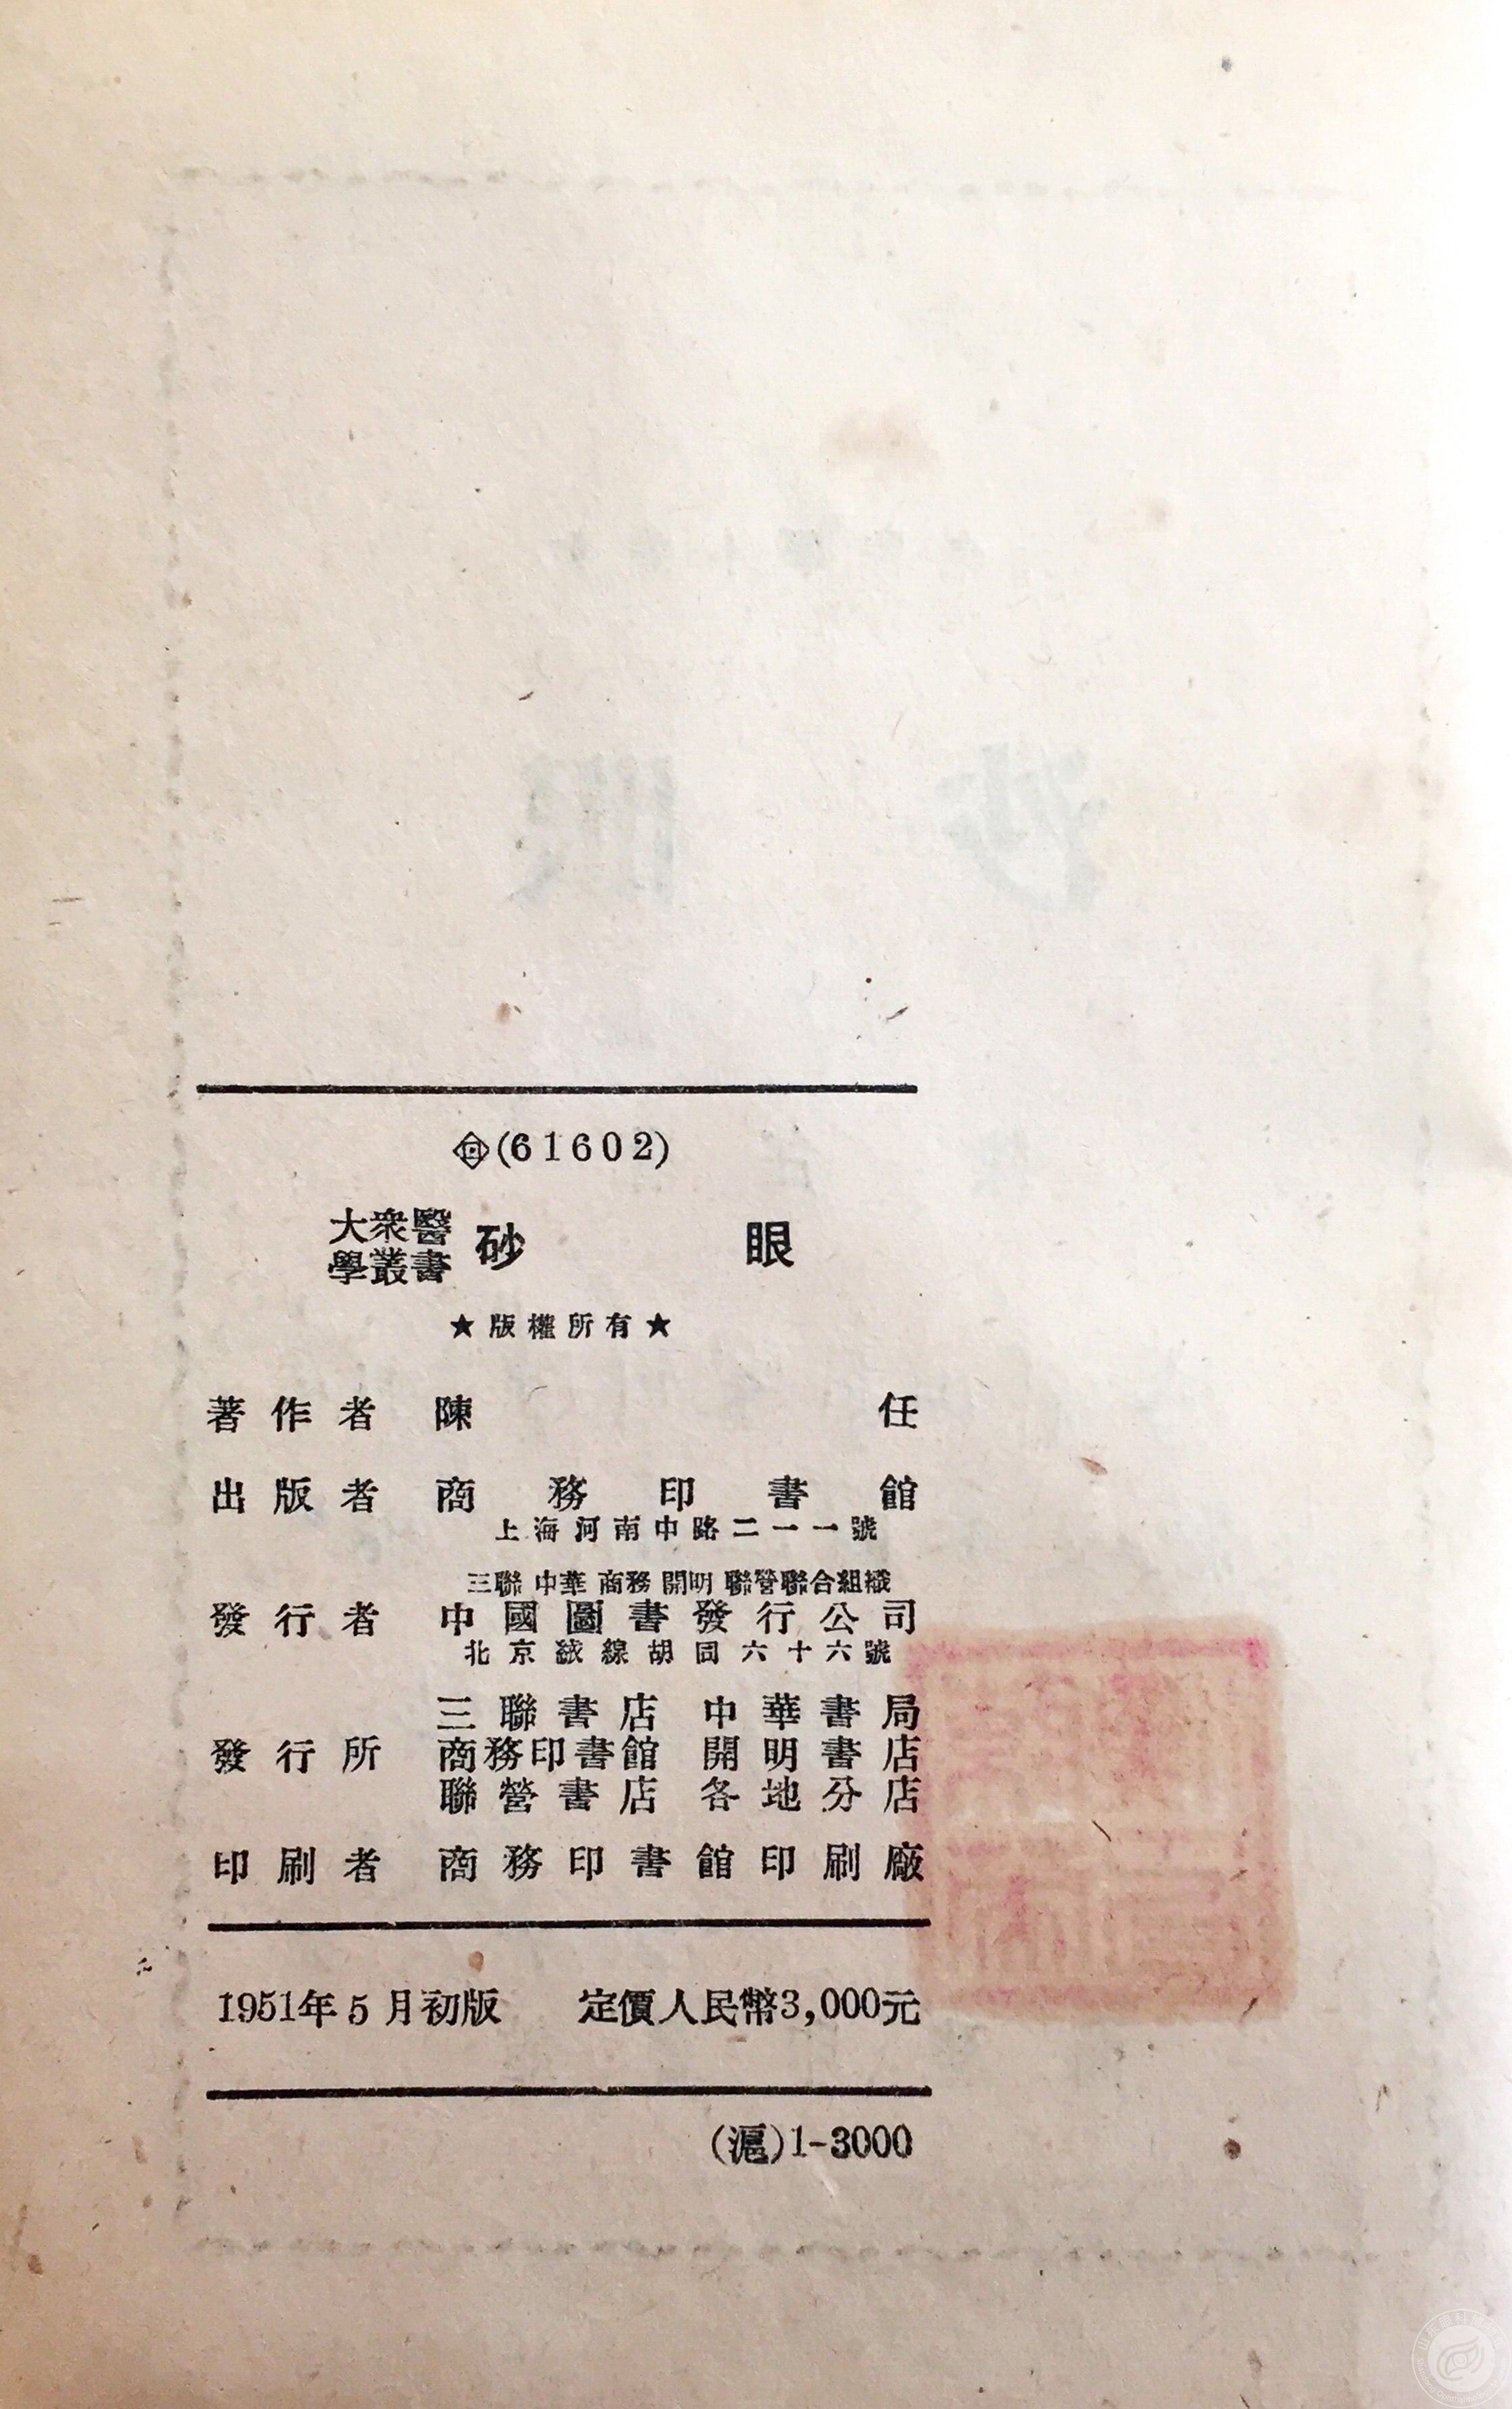 (61602)
大衆醫
學叢書
砂眼
★版權所有★
著作者 陳任
出版者 商務印書館
上海河南中路二一一號
三聯 中華 商務 開明 聯營聯合組織
發行者 中國圖書發行公司
北京絨線胡同六十六號
三聯書店 中華書局
發行所 商務印書館 開明書店
聯營書店 各地分店
印刷者 商務印書館印刷廠
1951年5月初版 定價人民幣3,000元
(滬)1-3000